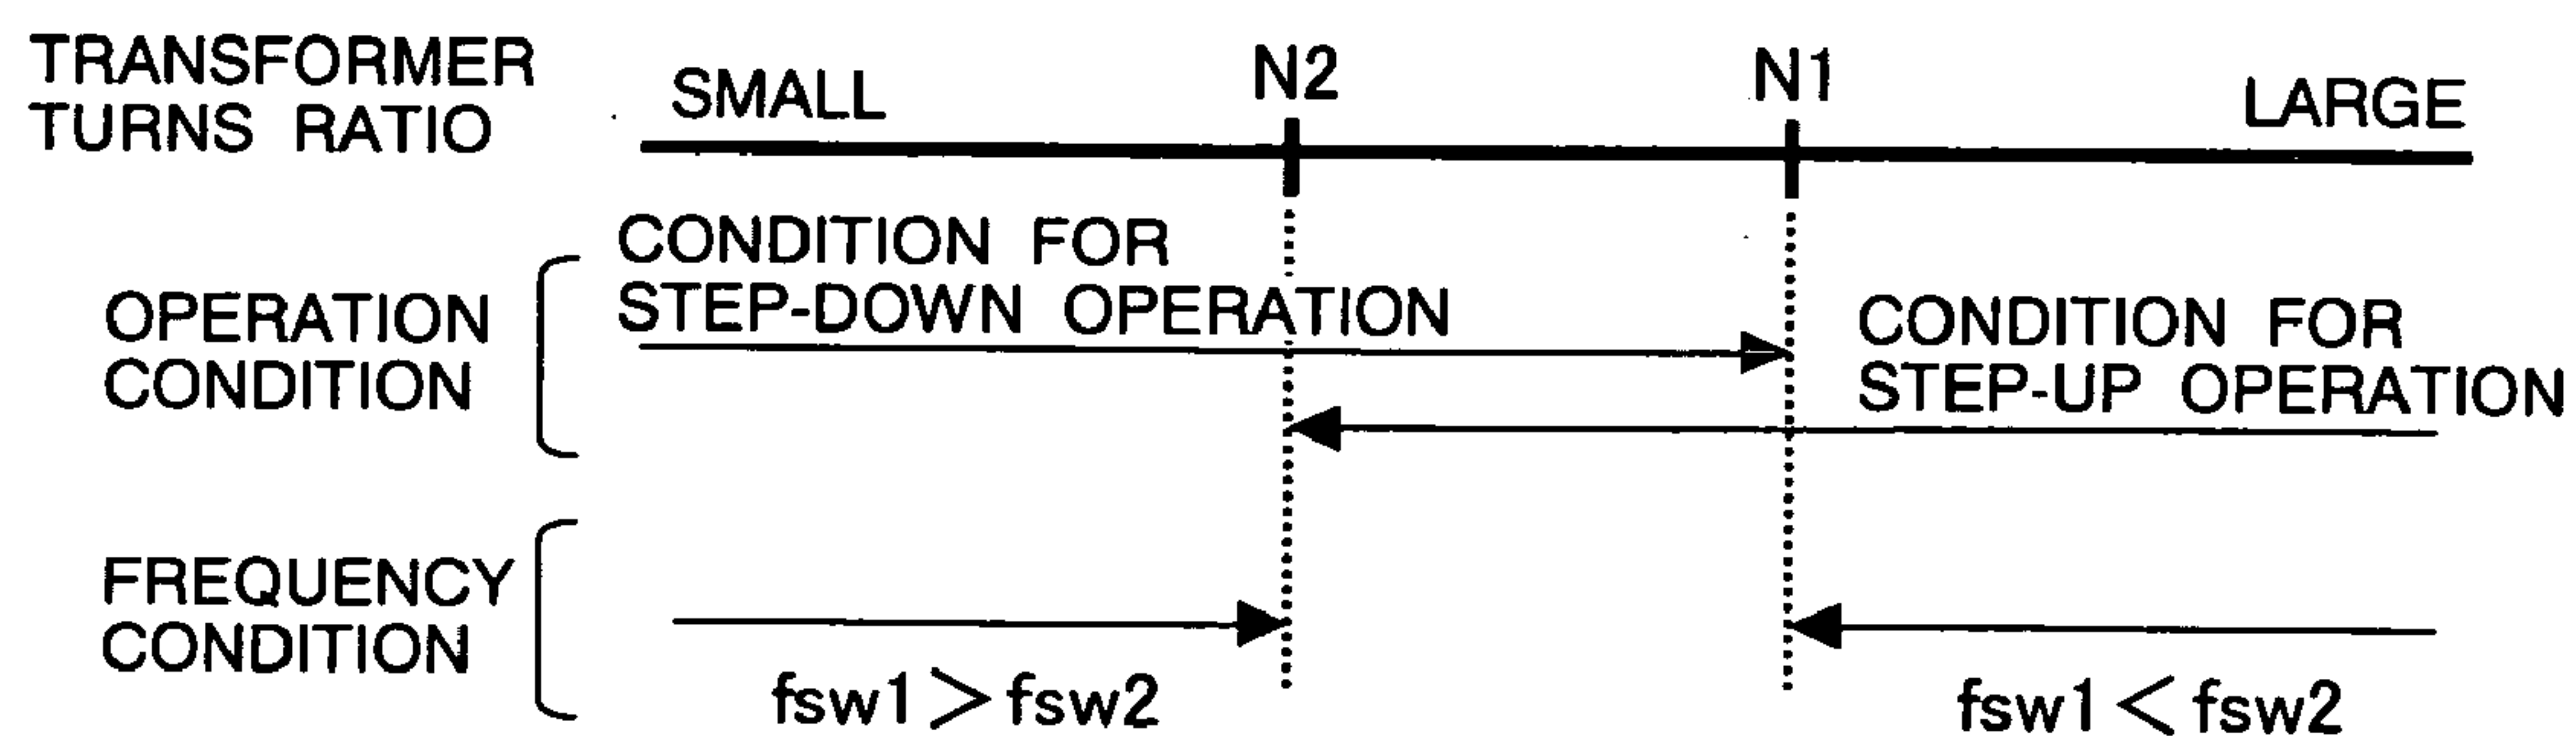 TRANSFORMER
TURNS RATIO
SMALL
N2
N1
LARGE
OPERATION
CONDITION
CONDITION FOR
STEP-DOWN OPERATION
CONDITION FOR
STEP-UP OPERATION
FREQUENCY
CONDITION
fsw1＞fsw2
fsw1＜fsw2